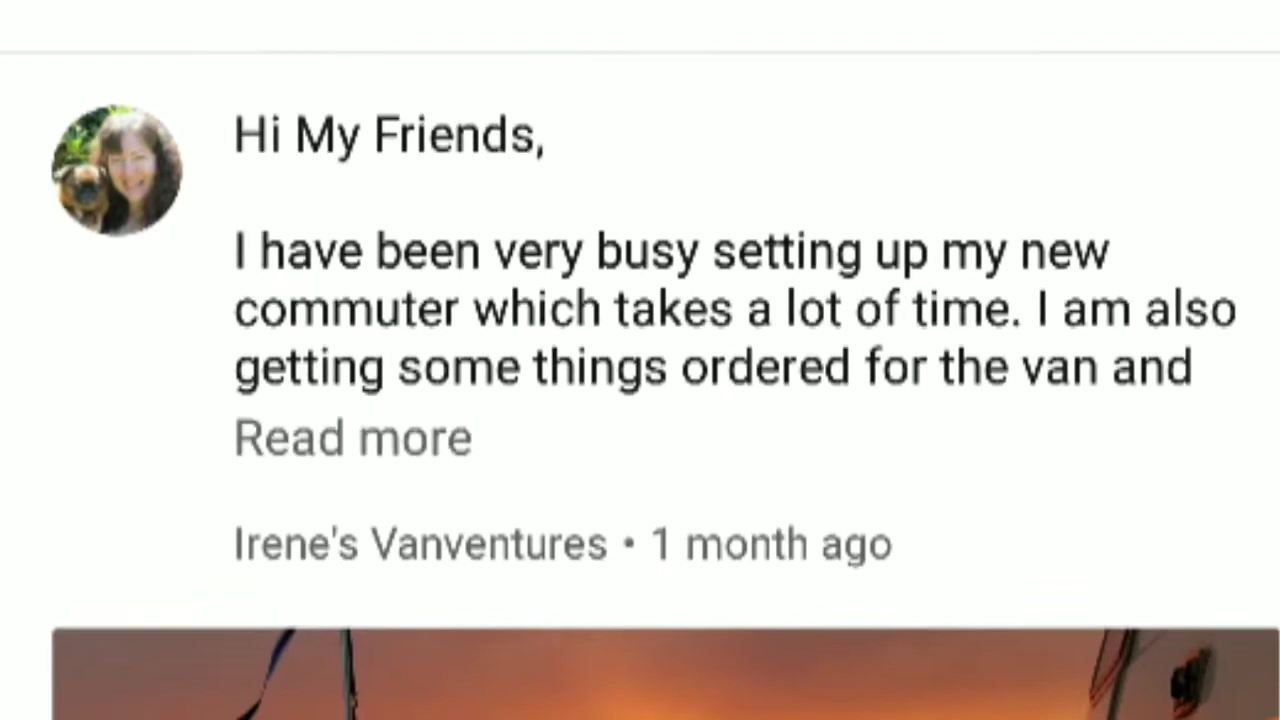 Hi My Friends,
I have been very busy setting up my new
commuter which takes a lot of time. I am also
getting some things ordered for the van and
Read more
Irene's Vanventures • 1 month ago